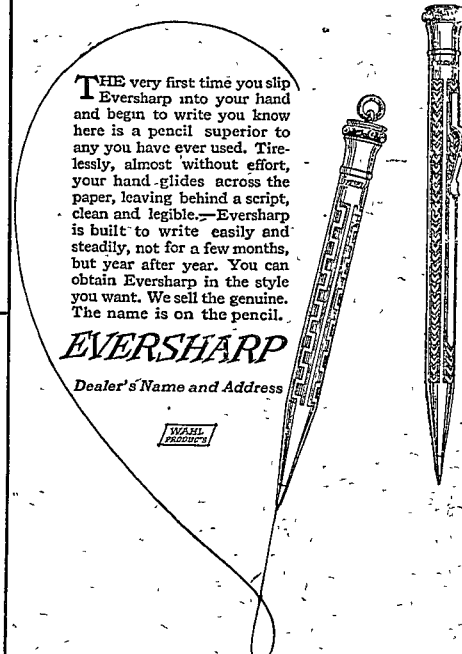 THE very first time you slip
Eversharp into your hand
and begin to write you know
here is a pencil superior to
any you have ever used. Tire-
lessly, almost without effort,
your hand glides across the
paper, leaving behind a script,
clean and legible.—Eversharp
is built to write easily and
steadily, not for a few months,
but year after year. You can
obtain Eversharp in the style
you want. We sell the genuine.
The name is on the pencil.
EVERSHARP
Dealer's Name and Address
WAHL
PRODUCTS